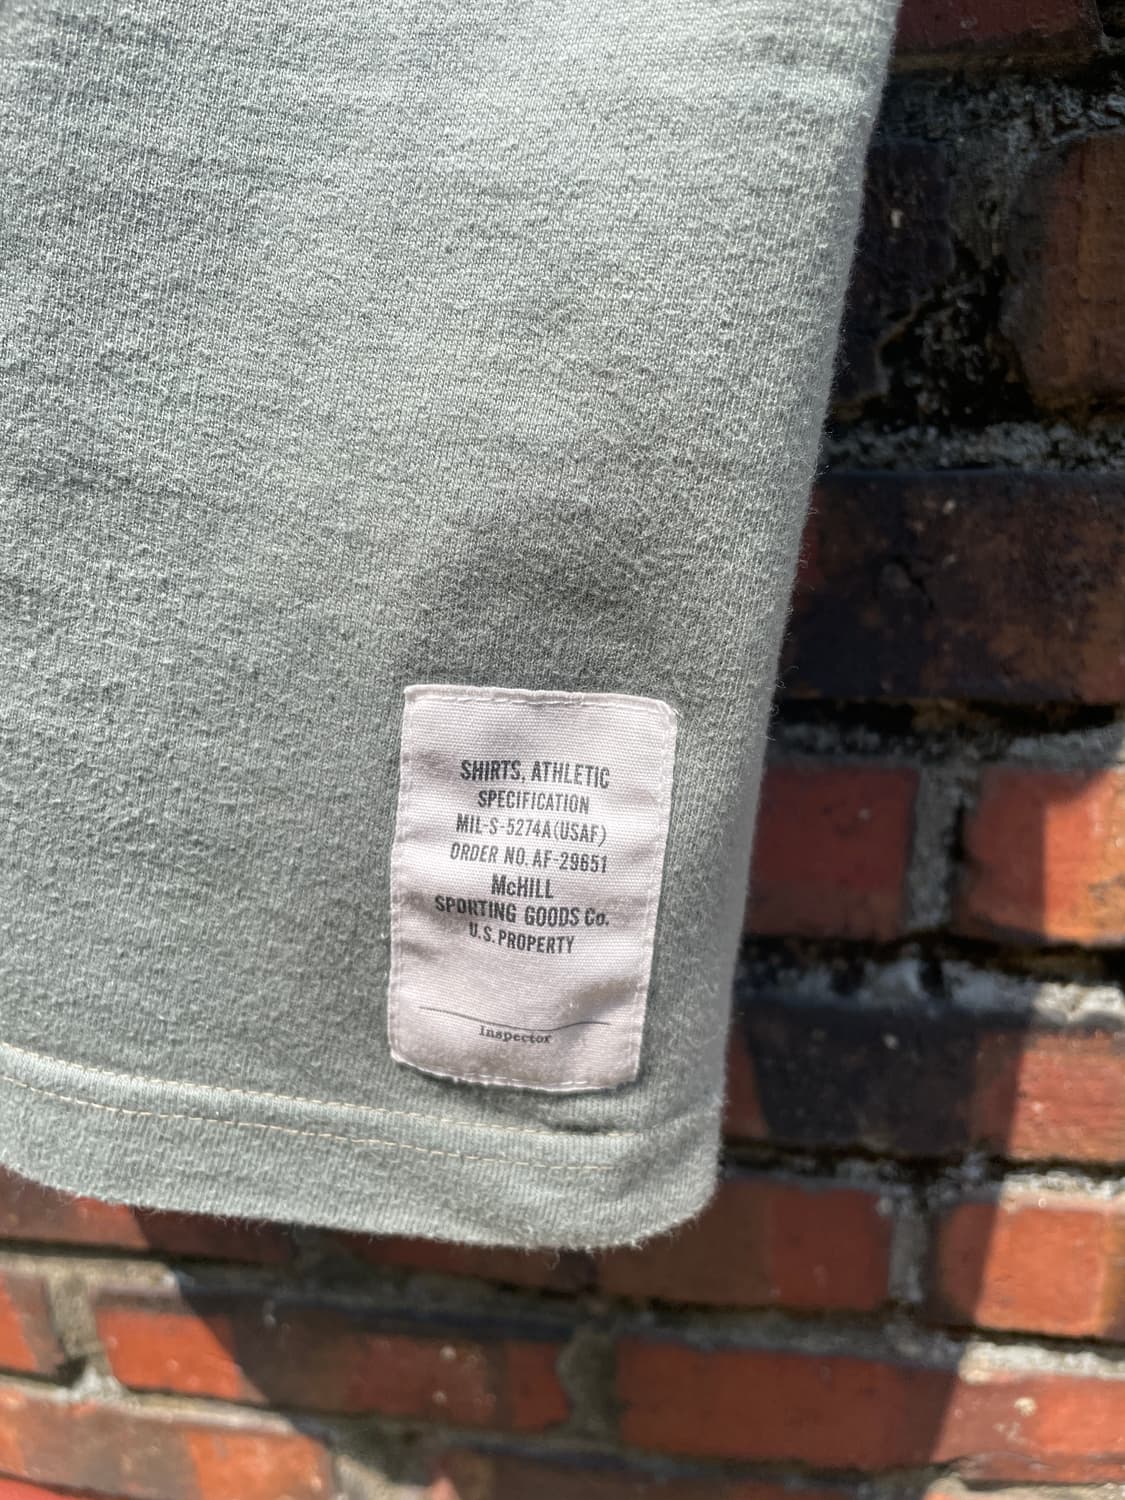 SHIRTS, ATHLETIC
SPECIFICATION
MIL-S-5274A(USAF)
ORDER NO. AF-29651
McHILL
SPORTING GOODS Co.
U.S. PROPERTY
Inspector